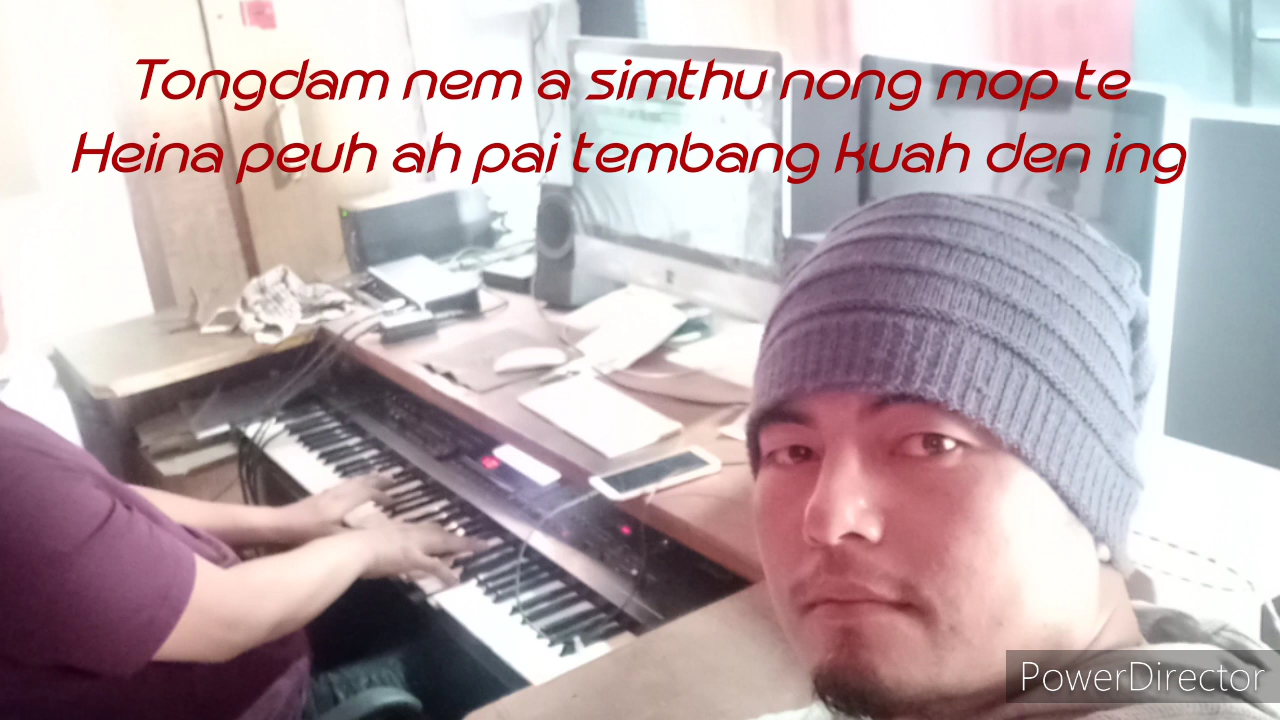 Tongdam nem a simthu nong mop te
Heina peuh ah pai tembang kuah den ing
PowerDirector